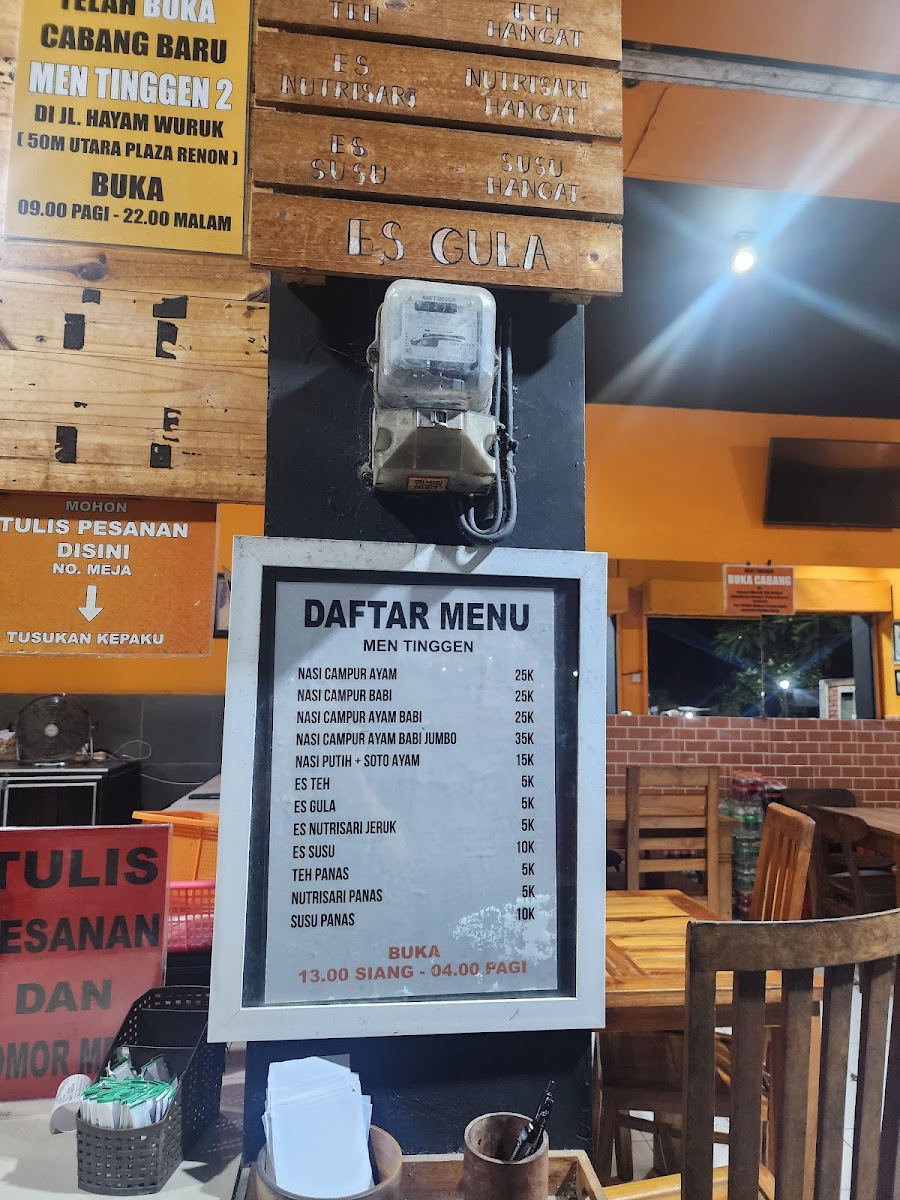 TELAH BUKA
CABANG BARU
MEN TINGGEN 2
DI JL. HAYAM WURUK
( 50M UTARA PLAZA RENON )
BUKA
09.00 PAGI - 22.00 MALAM
TEH
TEH HANGAT
ES NUTRISARI
NUTRISARI HANGAT
ES SUSU
SUSU HANGAT
ES GULA
MOHON
TULIS PESANAN
DISINI
NO. MEJA
TUSUKAN KEPAKU
BUKA CABANG
DAFTAR MENU
MEN TINGGEN
NASI CAMPUR AYAM 25K
NASI CAMPUR BABI 25K
NASI CAMPUR AYAM BABI 25K
NASI CAMPUR AYAM BABI JUMBO 35K
NASI PUTIH + SOTO AYAM 15K
ES TEH 5K
ES GULA 5K
ES NUTRISARI JERUK 5K
ES SUSU 10K
TEH PANAS 5K
NUTRISARI PANAS 5K
SUSU PANAS 10K
BUKA
13.00 SIANG - 04.00 PAGI
TULIS
ESANAN
DAN
OMOR ME